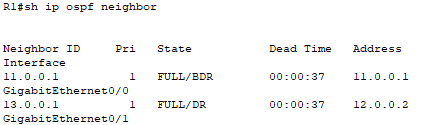 R1#sh ip ospf neighbor
Neighbor ID Pri State Dead Time Address
Interface
11.0.0.1 1 FULL/BDR 00:00:37 11.0.0.1
GigabitEthernet0/0
13.0.0.1 1 FULL/DR 00:00:37 12.0.0.2
GigabitEthernet0/1